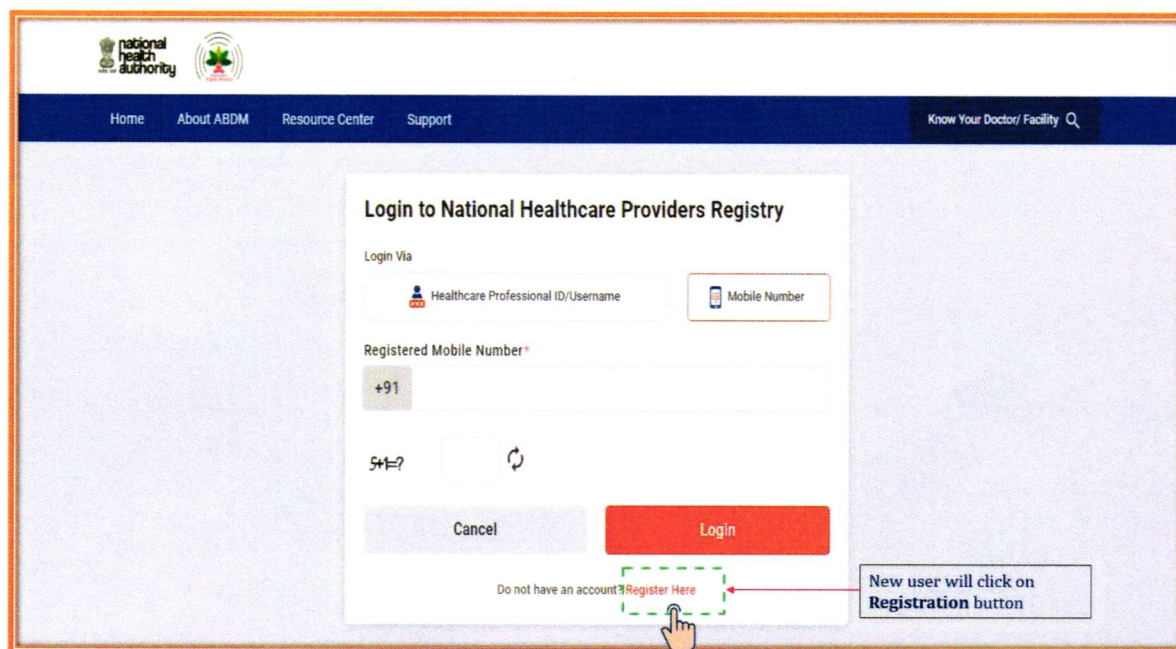 national
health
authority
Home About ABDM Resource Center Support Know Your Doctor/ Facility
Login to National Healthcare Providers Registry
Login Via
Healthcare Professional ID/Username Mobile Number
Registered Mobile Number*
+91
5+1=?
Cancel Login
Do not have an account? Register Here
New user will click on
Registration button